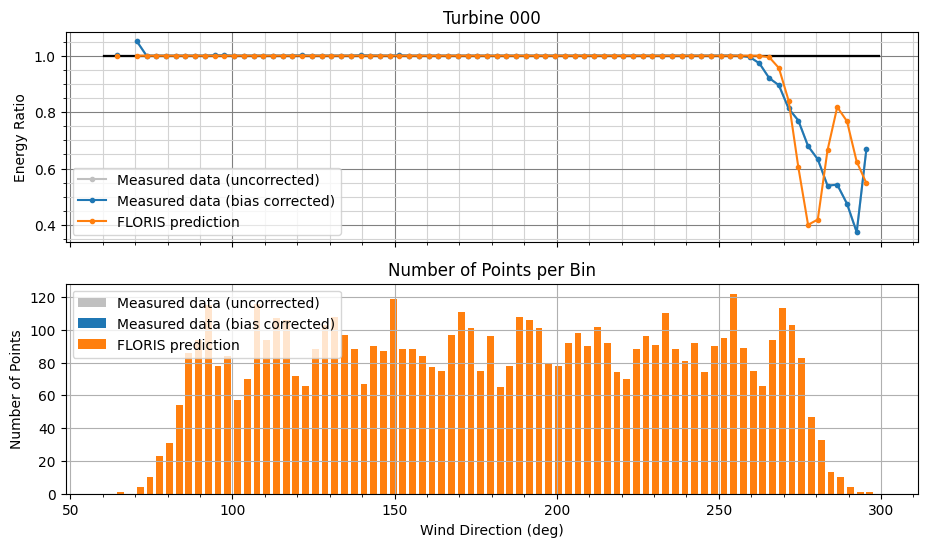 Turbine 000
1.0
0.8
0.6
0.4
Energy Ratio
Measured data (uncorrected)
Measured data (bias corrected)
FLORIS prediction
Number of Points per Bin
120
100
80
60
40
20
0
Number of Points
Measured data (uncorrected)
Measured data (bias corrected)
FLORIS prediction
50
100
150
200
250
300
Wind Direction (deg)